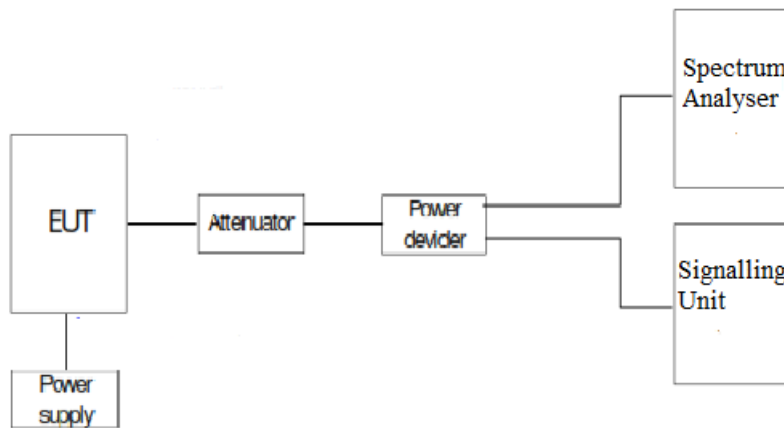 Spectrum
Analyser
EUT
Attenuator
Power
devider
Signalling
Unit
Power
supply